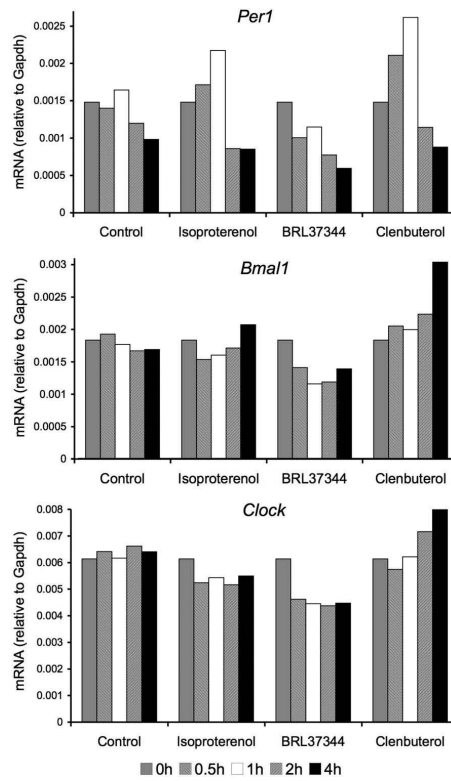 Per1
mRNA (relative to Gapdh)
0.0025
0.002
0.0015
0.001
0.0005
0
Control Isoproterenol BRL37344 Clenbuterol
Bmal1
mRNA (relative to Gapdh)
0.003
0.0025
0.002
0.0015
0.001
0.0005
0
Control Isoproterenol BRL37344 Clenbuterol
Clock
mRNA (relative to Gapdh)
0.008
0.007
0.006
0.005
0.004
0.003
0.002
0.001
0
Control Isoproterenol BRL37344 Clenbuterol
0h 0.5h 1h 2h 4h